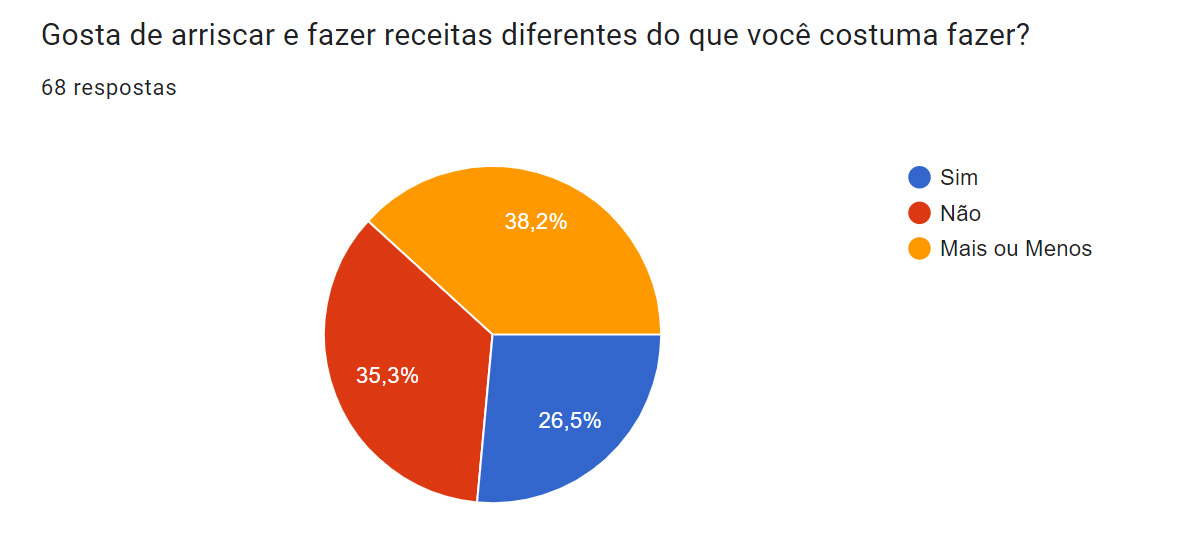 Gosta de arriscar e fazer receitas diferentes do que você costuma fazer?
68 respostas
Sim
Não
Mais ou Menos
38,2%
35,3%
26,5%